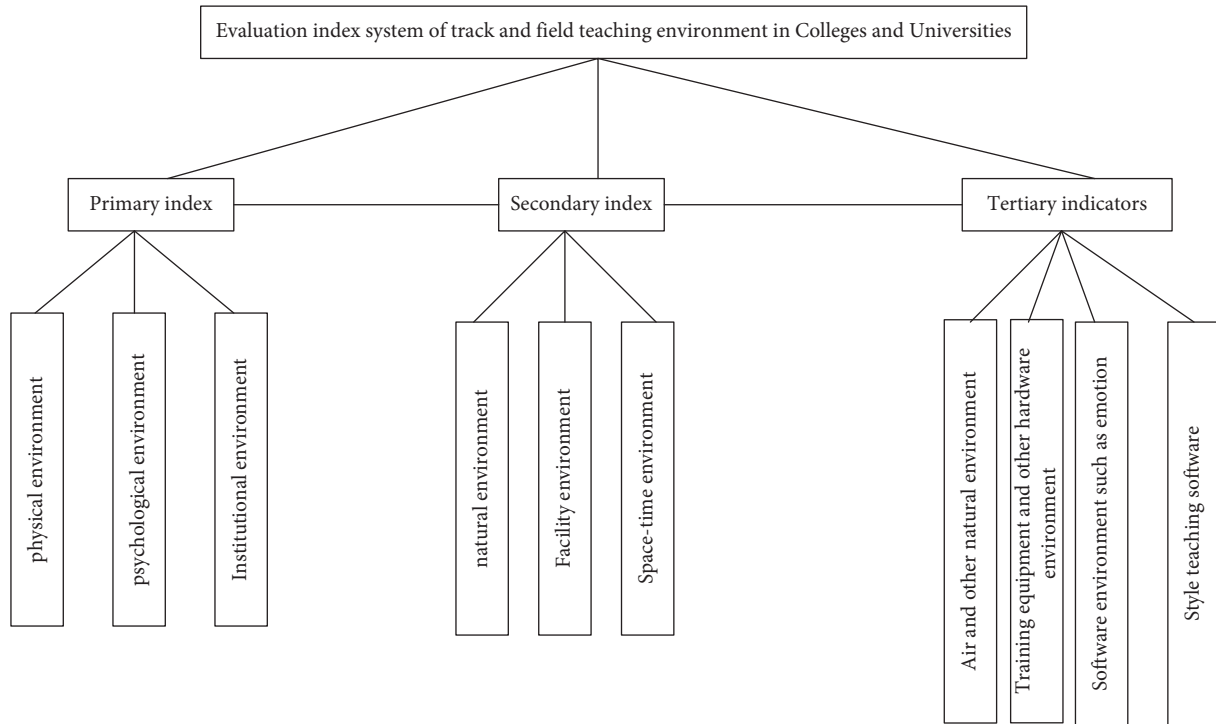 Evaluation index system of track and field teaching environment in Colleges and Universities
Primary index
Secondary index
Tertiary indicators
physical environment
psychological environment
Institutional environment
natural environment
Facility environment
Space-time environment
Air and other natural environment
Training equipment and other hardware
environment
Software environment such as emotion
Style teaching software